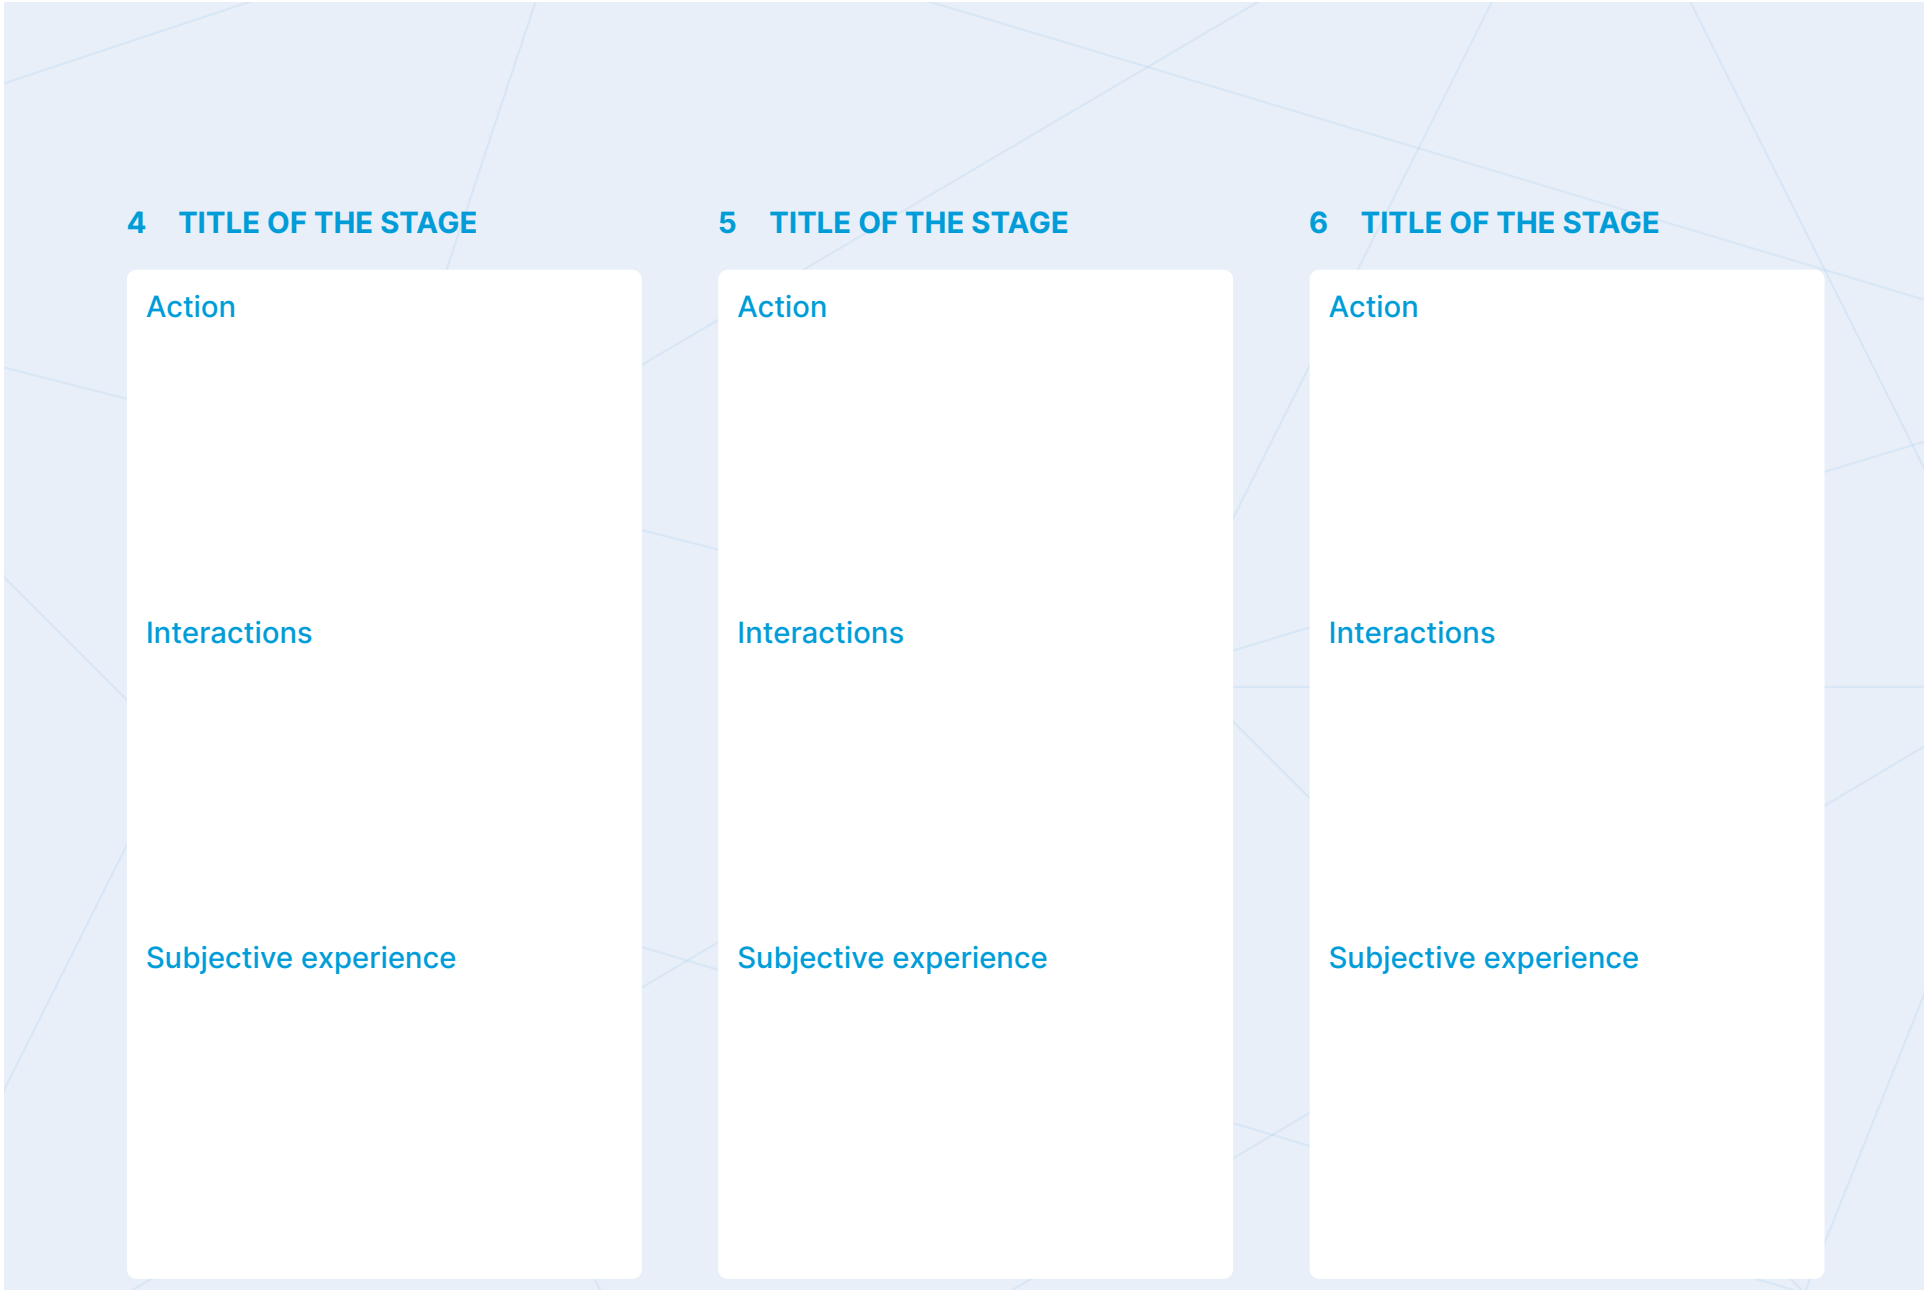 4 TITLE OF THE STAGE
Action
Interactions
Subjective experience
5 TITLE OF THE STAGE
Action
Interactions
Subjective experience
6 TITLE OF THE STAGE
Action
Interactions
Subjective experience